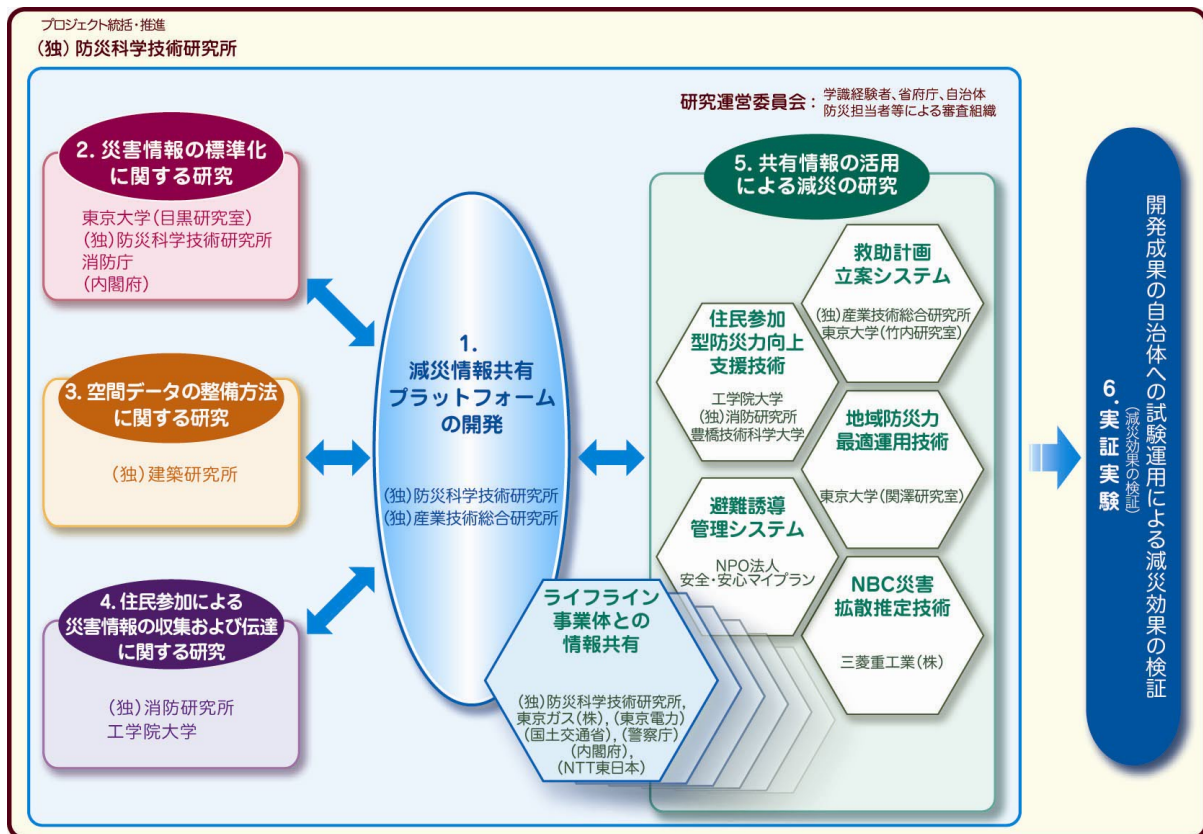 プロジェクト統括・推進
(独)防災科学技術研究所
研究運営委員会：
学識経験者、省府庁、自治体
防災担当者等による審査組織
2. 災害情報の標準化
に関する研究
東京大学(目黒研究室)
(独)防災科学技術研究所
消防庁
(内閣府)
3. 空間データの整備方法
に関する研究
(独)建築研究所
4. 住民参加による
災害情報の収集および伝達
に関する研究
(独)消防研究所
工学院大学
1.
減災情報共有
プラットフォーム
の開発
(独)防災科学技術研究所
(独)産業技術総合研究所
5. 共有情報の活用
による減災の研究
救助計画
立案システム
(独)産業技術総合研究所
東京大学(竹内研究室)
住民参加
型防災力向上
支援技術
工学院大学
(独)消防研究所
豊橋技術科学大学
地域防災力
最適運用技術
東京大学(関澤研究室)
避難誘導
管理システム
NPO法人
安全・安心マイプラン
NBC災害
拡散推定技術
三菱重工業(株)
ライフライン
事業体との
情報共有
(独)防災科学技術研究所,
東京ガス(株), (東京電力)
(国土交通省), (警察庁)
(内閣府),
(NTT東日本)
開発成果の自治体への試験運用による減災効果の検証
(減災効果の検証)
6. 実証実験